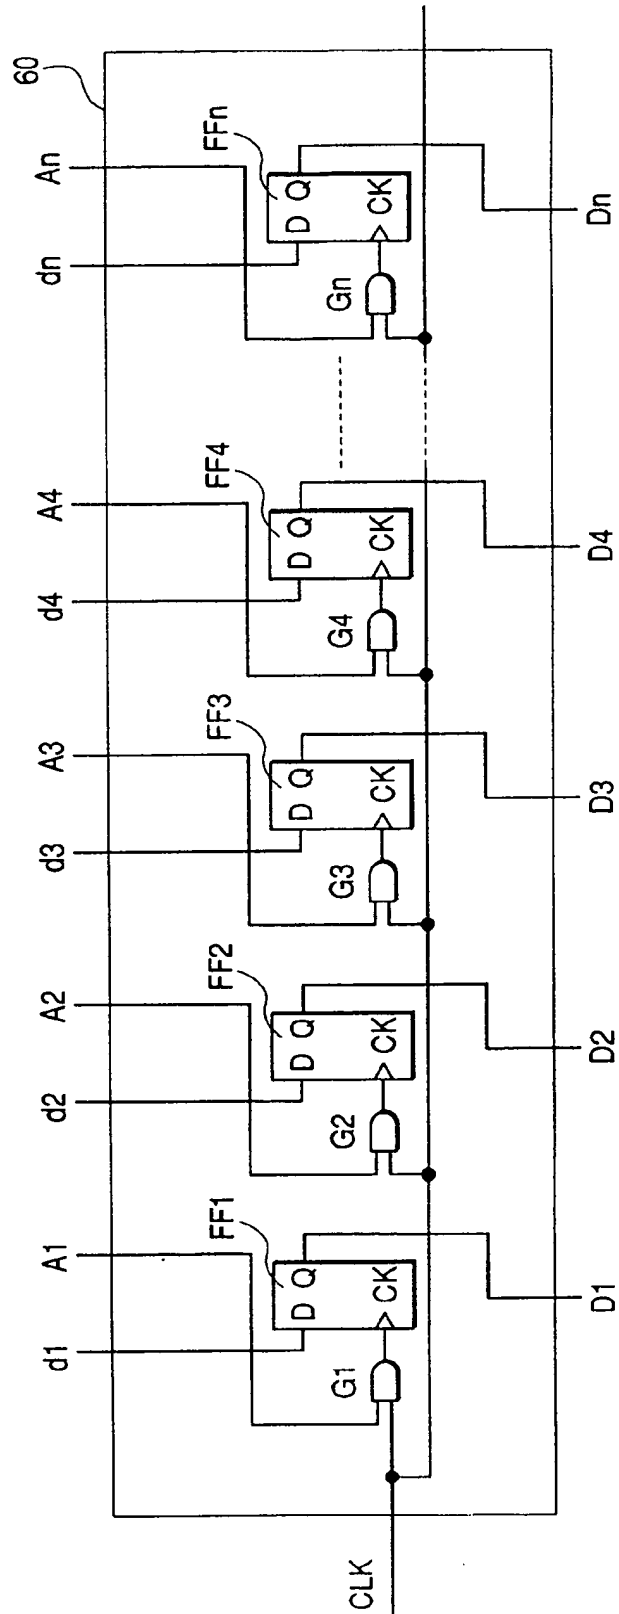 60
d1 A1 d2 A2 d3 A3 d4 A4 dn An
FF1 FF2 FF3 FF4 FFn
D Q D Q D Q D Q D Q
CK CK CK CK CK
G1 G2 G3 G4 Gn
CLK
D1 D2 D3 D4 Dn